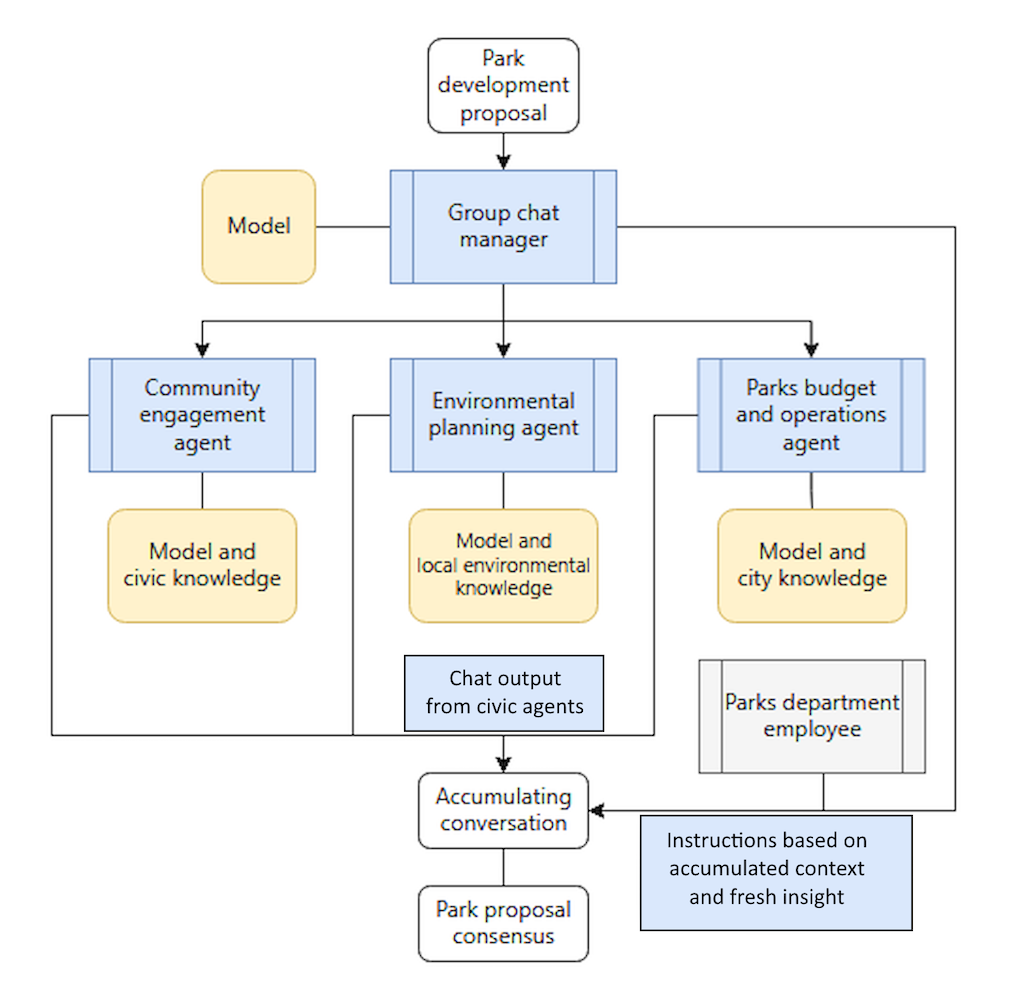 Park
development
proposal
Model
Group chat
manager
Community
engagement
agent
Environmental
planning agent
Parks budget
and operations
agent
Model and
civic knowledge
Model and
local environmental
knowledge
Model and
city knowledge
Chat output
from civic agents
Parks department
employee
Accumulating
conversation
Instructions based on
accumulated context
and fresh insight
Park proposal
consensus